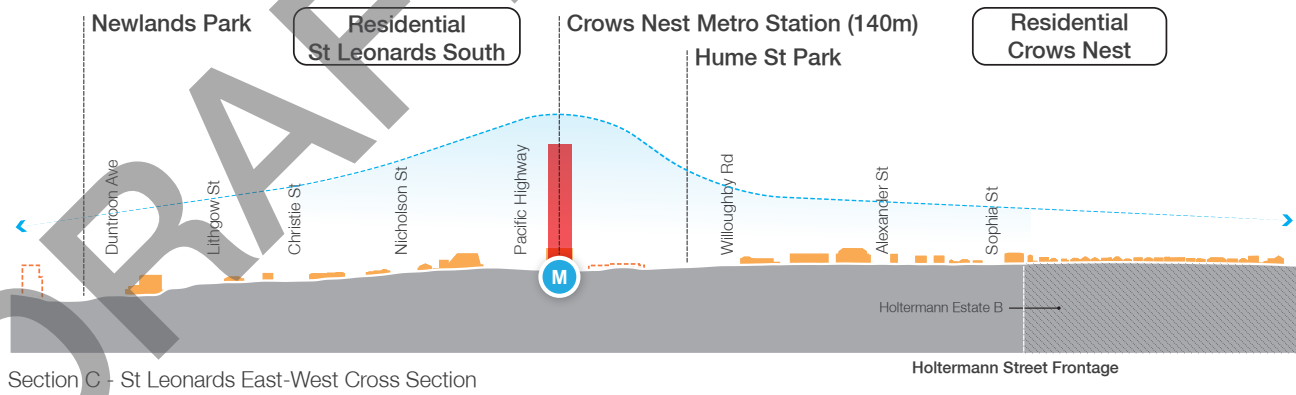 Newlands Park
Residential
St Leonards South
Crows Nest Metro Station (140m)
Hume St Park
Residential
Crows Nest
Duntroon Ave
Lithgow St
Christie St
Nicholson St
Pacific Highway
Willoughby Rd
Alexander St
Sophia St
M
Holtermann Estate B
Holtermann Street Frontage
Section C - St Leonards East-West Cross Section
DRAF